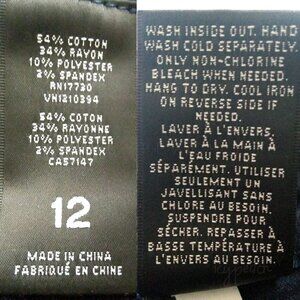 54% COTTON
34% RAYON
10% POLYESTER
2% SPANDEX
RN17730
VN1210394
54% COTON
34% RAYONNE
10% POLYESTER
2% SPANDEX
CA57147
12
MADE IN CHINA
FABRIQUÉ EN CHINE
WASH INSIDE OUT. HAND
WASH COLD SEPARATELY.
ONLY NON-CHLORINE
BLEACH WHEN NEEDED.
HANG TO DRY. COOL IRON
ON REVERSE SIDE IF
NEEDED.
LAVER À L'ENVERS.
LAVER À LA MAIN À
L'EAU FROIDE
SÉPARÉMENT. UTILISER
SEULEMENT UN
JAVELLISANT SANS
CHLORE AU BESOIN.
SUSPENDRE POUR
SÉCHER. REPASSER À
BASSE TEMPÉRATURE À
L'ENVERS AU BESOIN.